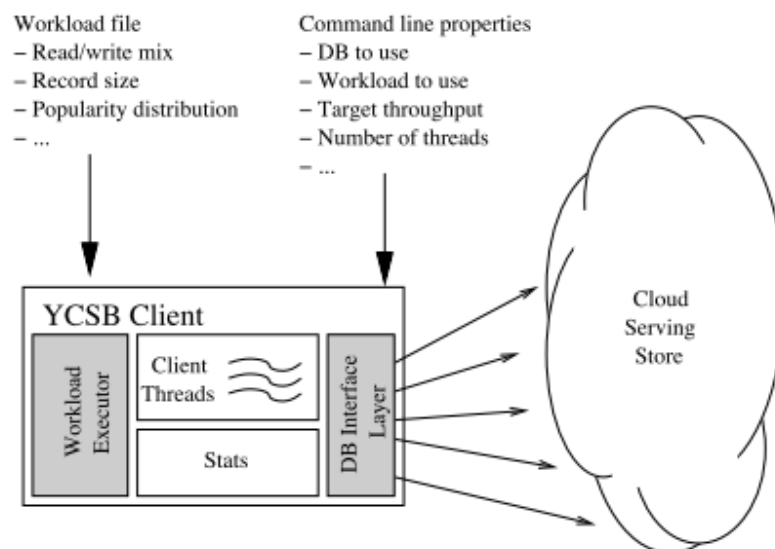 Workload file
– Read/write mix
– Record size
– Popularity distribution
– ...
Command line properties
– DB to use
– Workload to use
– Target throughput
– Number of threads
– ...
YCSB Client
Workload
Executor
Client
Threads
Stats
DB Interface
Layer
Cloud
Serving
Store